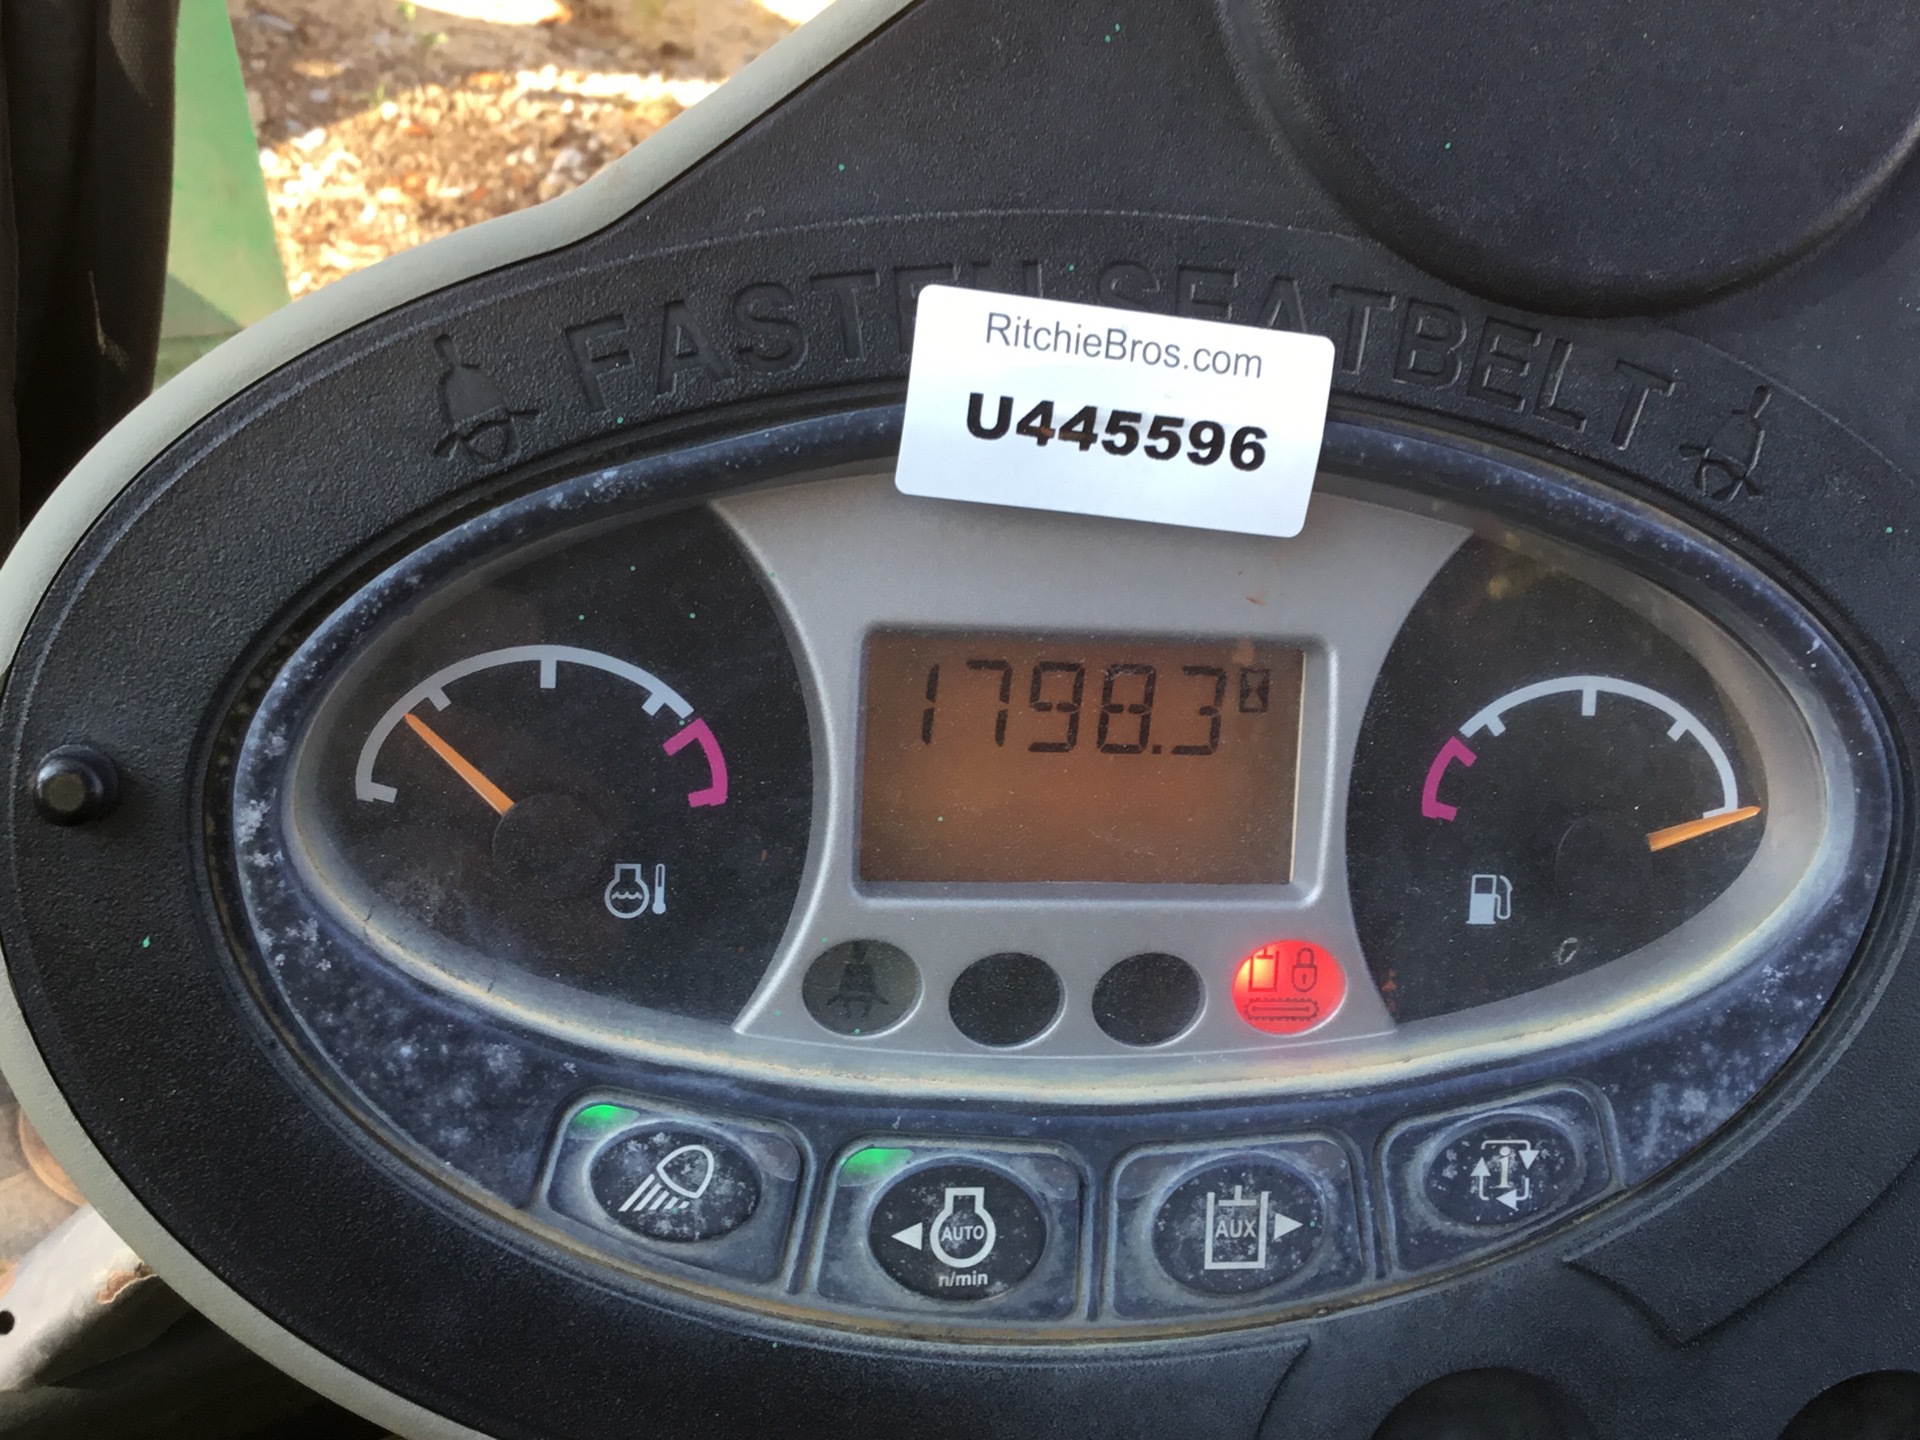 FASTEN SEATBELT
RitchieBros.com
U445596
1798.3
AUTO
n/min
AUX
i